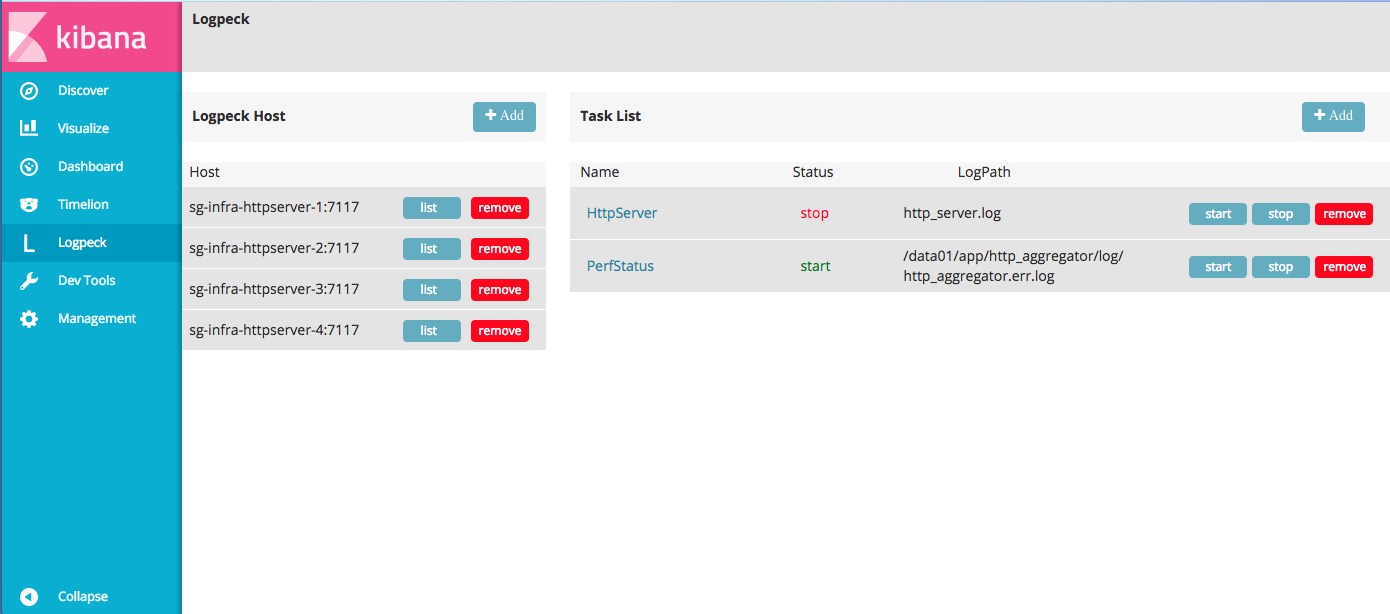 kibana
Discover
Visualize
Dashboard
Timelion
L Logpeck
Dev Tools
Management
Collapse
Logpeck
Logpeck Host Add
Host
sg-infra-httpserver-1:7117 list remove
sg-infra-httpserver-2:7117 list remove
sg-infra-httpserver-3:7117 list remove
sg-infra-httpserver-4:7117 list remove
Task List Add
Name Status LogPath
HttpServer stop http_server.log start stop remove
PerfStatus start /data01/app/http_aggregator/log/
http_aggregator.err.log start stop remove